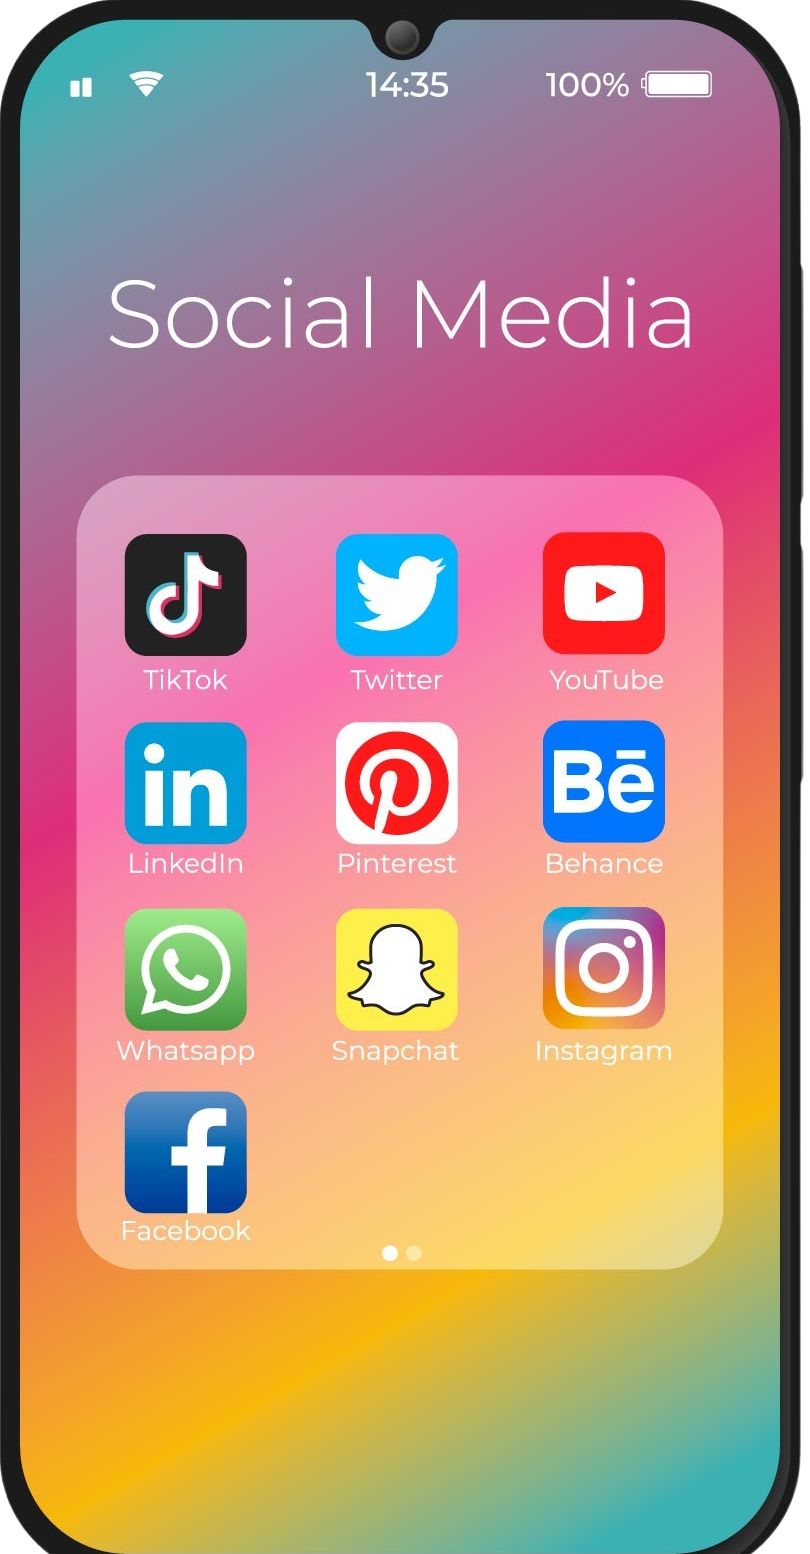 14:35 100%
Social Media
TikTok Twitter YouTube
in Bē
LinkedIn Pinterest Behance
Whatsapp Snapchat Instagram
f
Facebook